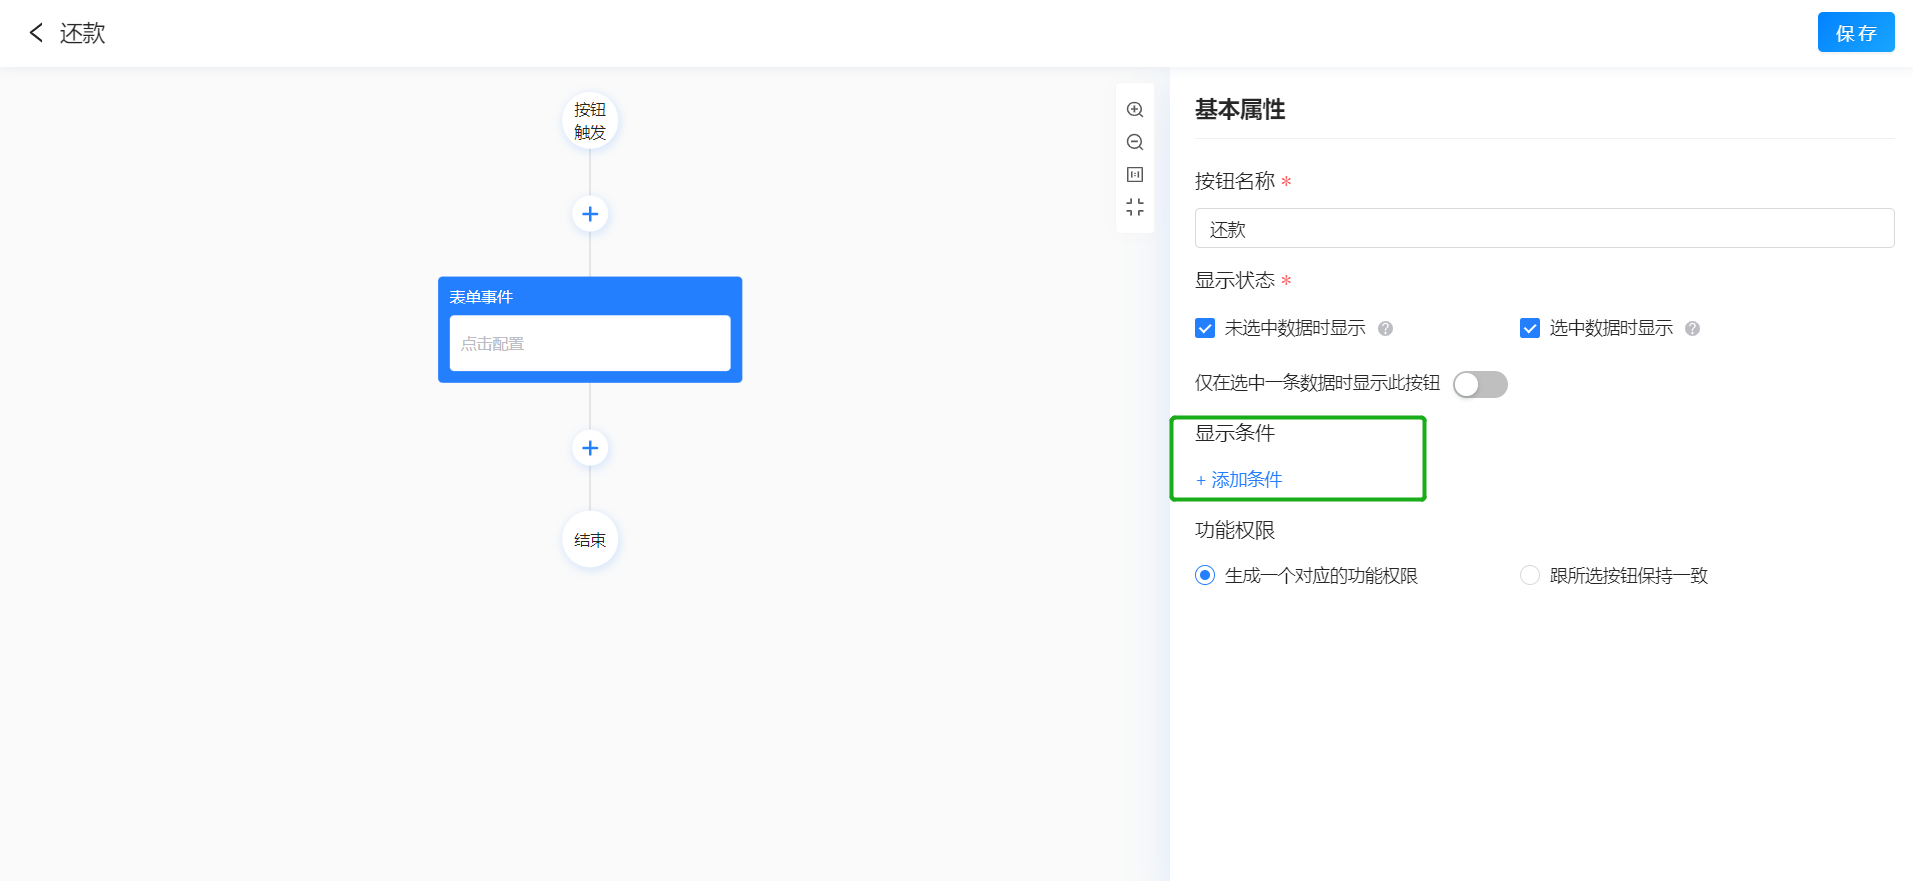 还款
保存
按钮
触发
表单事件
点击配置
结束
基本属性
按钮名称 *
还款
显示状态 *
未选中数据时显示 ?
选中数据时显示 ?
仅在选中一条数据时显示此按钮
显示条件
+ 添加条件
功能权限
生成一个对应的功能权限
跟所选按钮保持一致